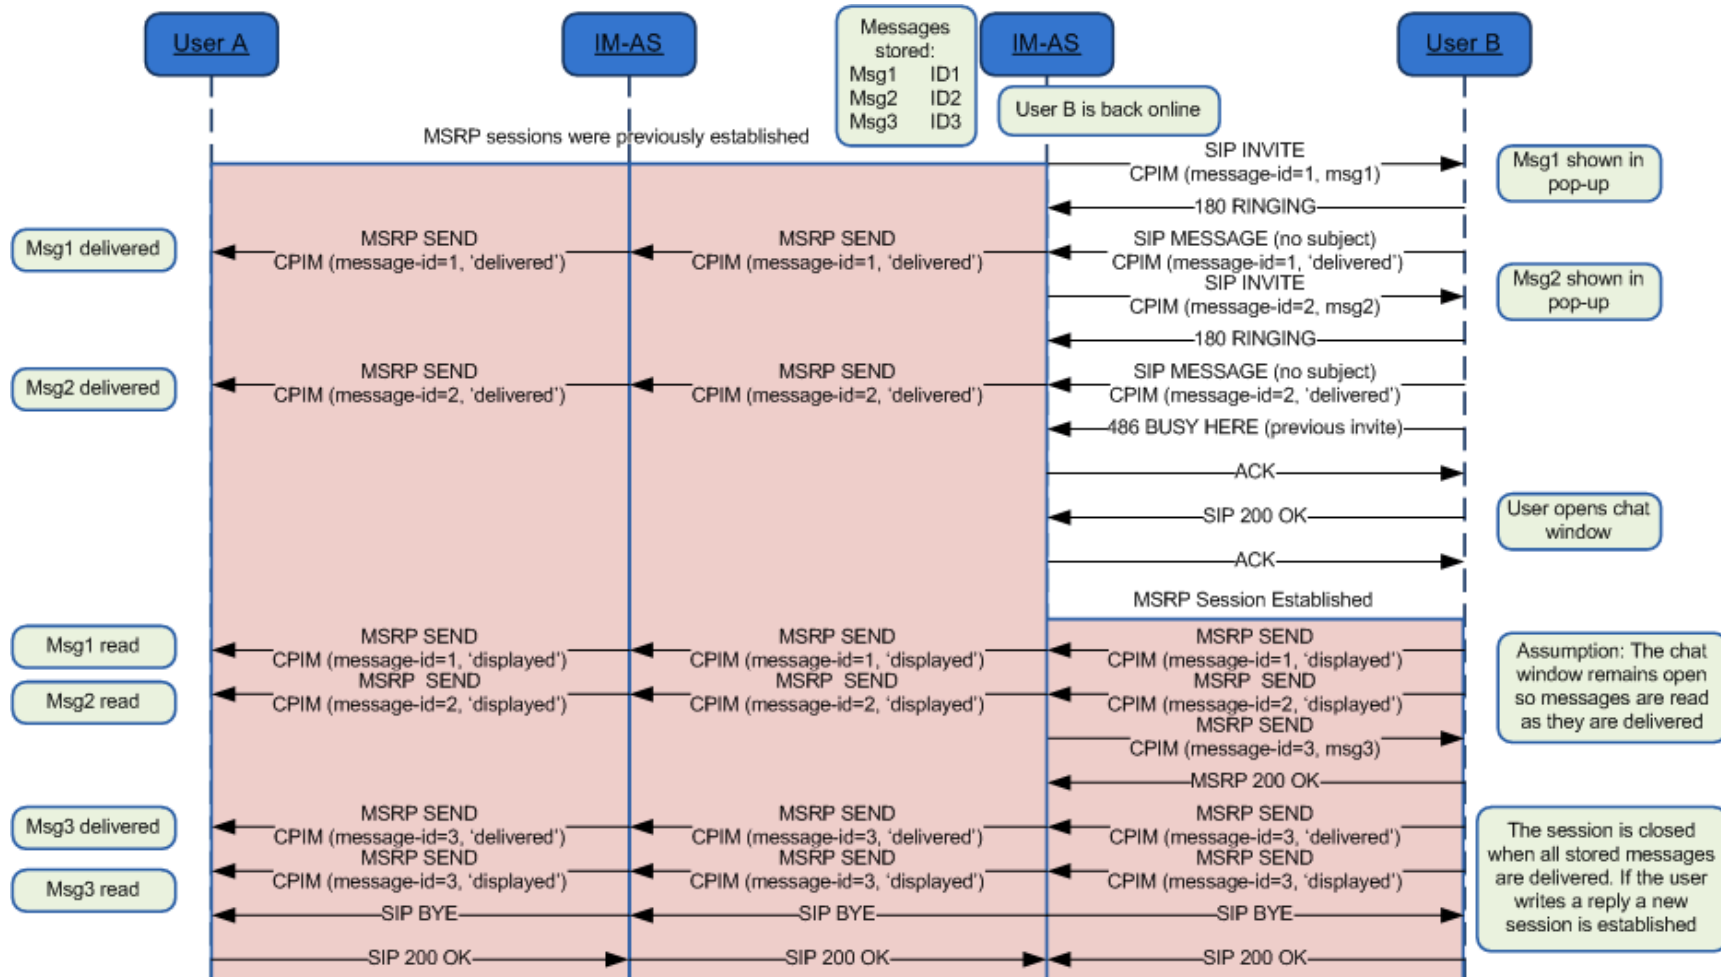 User A
IM-AS
Messages
stored:
Msg1 ID1
Msg2 ID2
Msg3 ID3
IM-AS
User B
User B is back online
MSRP sessions were previously established
SIP INVITE
CPIM (message-id=1, msg1)
Msg1 shown in
pop-up
180 RINGING
Msg1 delivered
MSRP SEND
CPIM (message-id=1, ‘delivered’)
MSRP SEND
CPIM (message-id=1, ‘delivered’)
SIP MESSAGE (no subject)
CPIM (message-id=1, ‘delivered’)
SIP INVITE
CPIM (message-id=2, msg2)
Msg2 shown in
pop-up
180 RINGING
Msg2 delivered
MSRP SEND
CPIM (message-id=2, ‘delivered’)
MSRP SEND
CPIM (message-id=2, ‘delivered’)
SIP MESSAGE (no subject)
CPIM (message-id=2, ‘delivered’)
486 BUSY HERE (previous invite)
ACK
SIP 200 OK
User opens chat
window
ACK
MSRP Session Established
Msg1 read
MSRP SEND
CPIM (message-id=1, ‘displayed’)
MSRP SEND
CPIM (message-id=1, ‘displayed’)
MSRP SEND
CPIM (message-id=1, ‘displayed’)
Assumption: The chat
window remains open
so messages are read
as they are delivered
Msg2 read
MSRP SEND
CPIM (message-id=2, ‘displayed’)
MSRP SEND
CPIM (message-id=2, ‘displayed’)
MSRP SEND
CPIM (message-id=2, ‘displayed’)
MSRP SEND
CPIM (message-id=3, msg3)
MSRP 200 OK
Msg3 delivered
MSRP SEND
CPIM (message-id=3, ‘delivered’)
MSRP SEND
CPIM (message-id=3, ‘delivered’)
MSRP SEND
CPIM (message-id=3, ‘delivered’)
The session is closed
when all stored messages
are delivered. If the user
writes a reply a new
session is established
Msg3 read
MSRP SEND
CPIM (message-id=3, ‘displayed’)
MSRP SEND
CPIM (message-id=3, ‘displayed’)
MSRP SEND
CPIM (message-id=3, ‘displayed’)
SIP BYE
SIP BYE
SIP BYE
SIP 200 OK
SIP 200 OK
SIP 200 OK